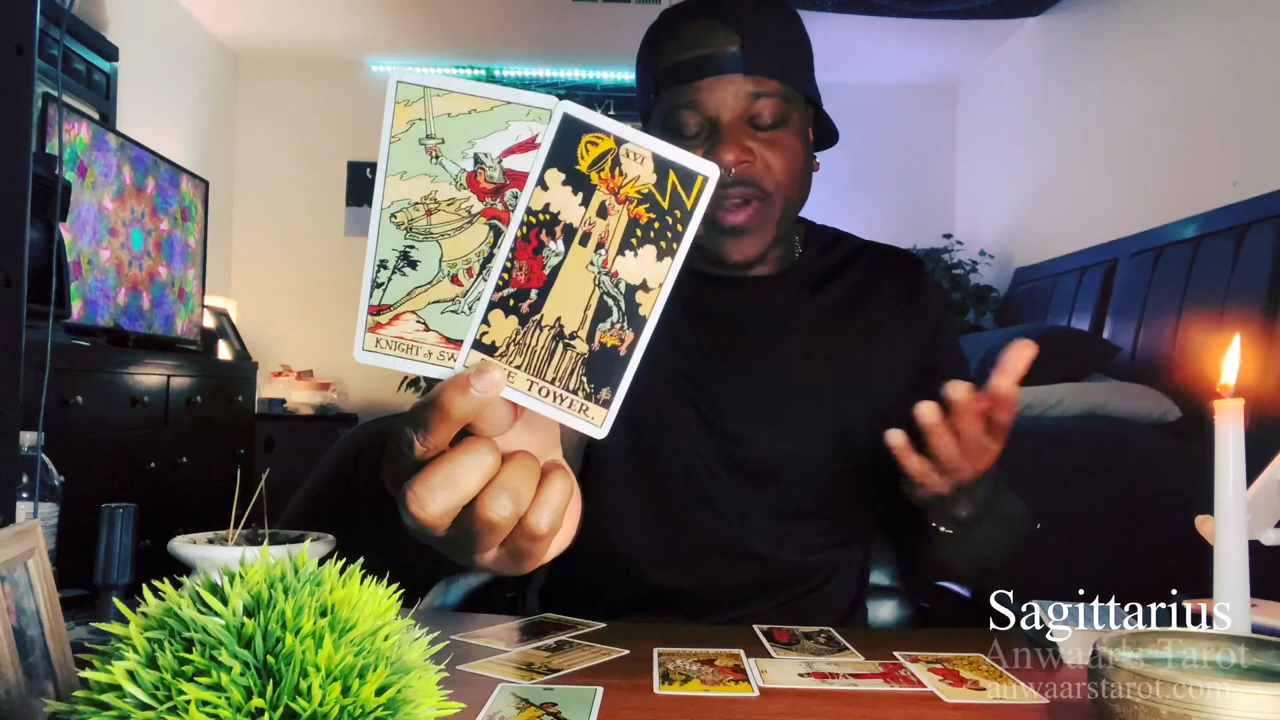 XVI
KNIGHT of SW
THE TOWER.
Sagittarius
Anwaar's Tarot
anwaarstarot.com